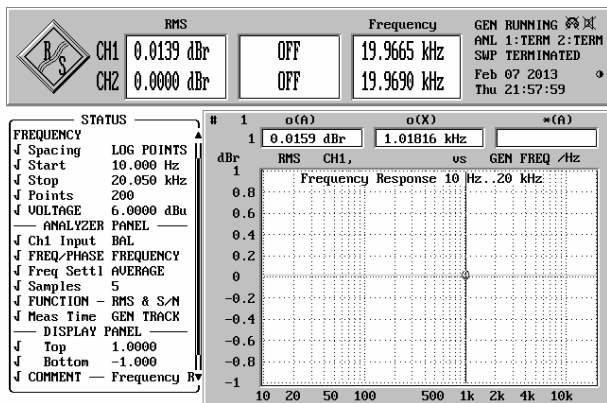 RMS
Frequency
GEN RUNNING
R
S
CH1 0.0139 dBr
OFF
19.9665 kHz
ANL 1:TERM 2:TERM
SWP TERMINATED
CH2 0.0000 dBr
OFF
19.9690 kHz
Feb 07 2013
Thu 21:57:59
STATUS
FREQUENCY
Spacing LOG POINTS
Start 10.000 Hz
Stop 20.050 kHz
Points 200
VOLTAGE 6.0000 dBu
ANALYZER PANEL
Ch1 Input BAL
FREQ/PHASE FREQUENCY
Freq Settl AVERAGE
Samples 5
FUNCTION - RMS & S/N
Meas Time GEN TRACK
DISPLAY PANEL
Top 1.0000
Bottom -1.000
COMMENT — Frequency R
# 1 o(A) o(X) *(A)
1 0.0159 dBr 1.01816 kHz
dBr RMS CH1, vs GEN FREQ /Hz
Frequency Response 10 Hz..20 kHz
1
0.8
0.6
0.4
0.2
0
-0.2
-0.4
-0.6
-0.8
-1
10 20 50 100 500 1k 2k 4k 10k